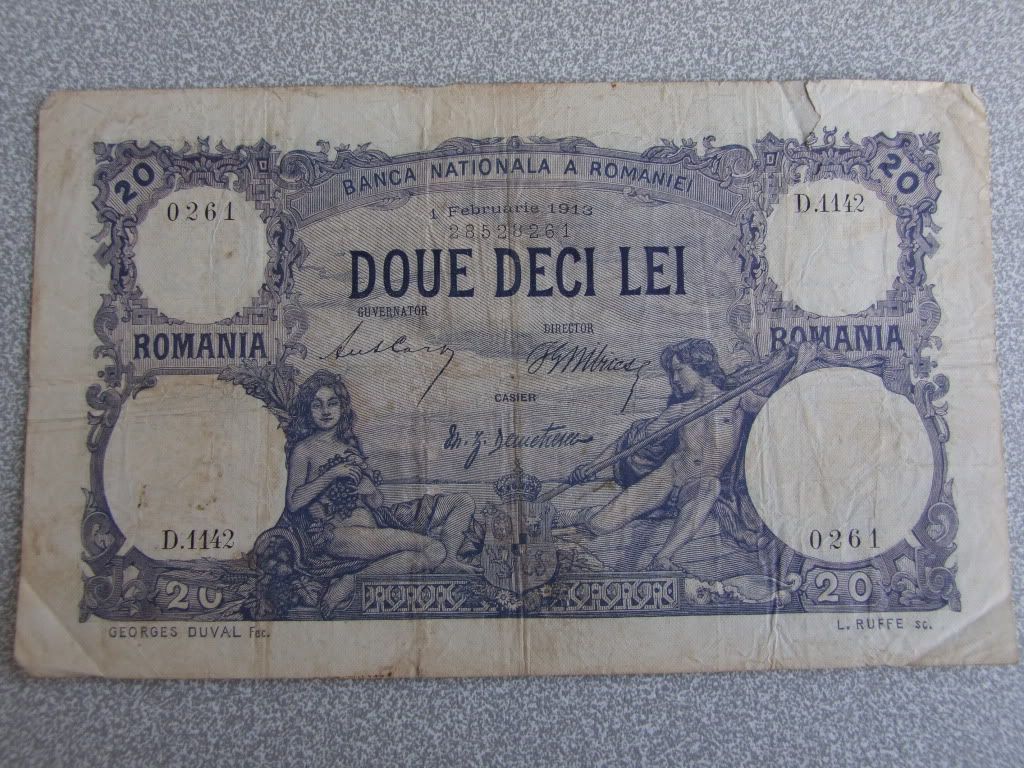 20
20
BANCA NATIONALA A ROMANIEI
0261
D.1142
1 Februarie 1913
28528261
DOUE DECI LEI
GUVERNATOR
DIRECTOR
ROMANIA
ROMANIA
CASIER
D.1142
0261
20
20
GEORGES DUVAL Fec.
L. RUFFE sc.